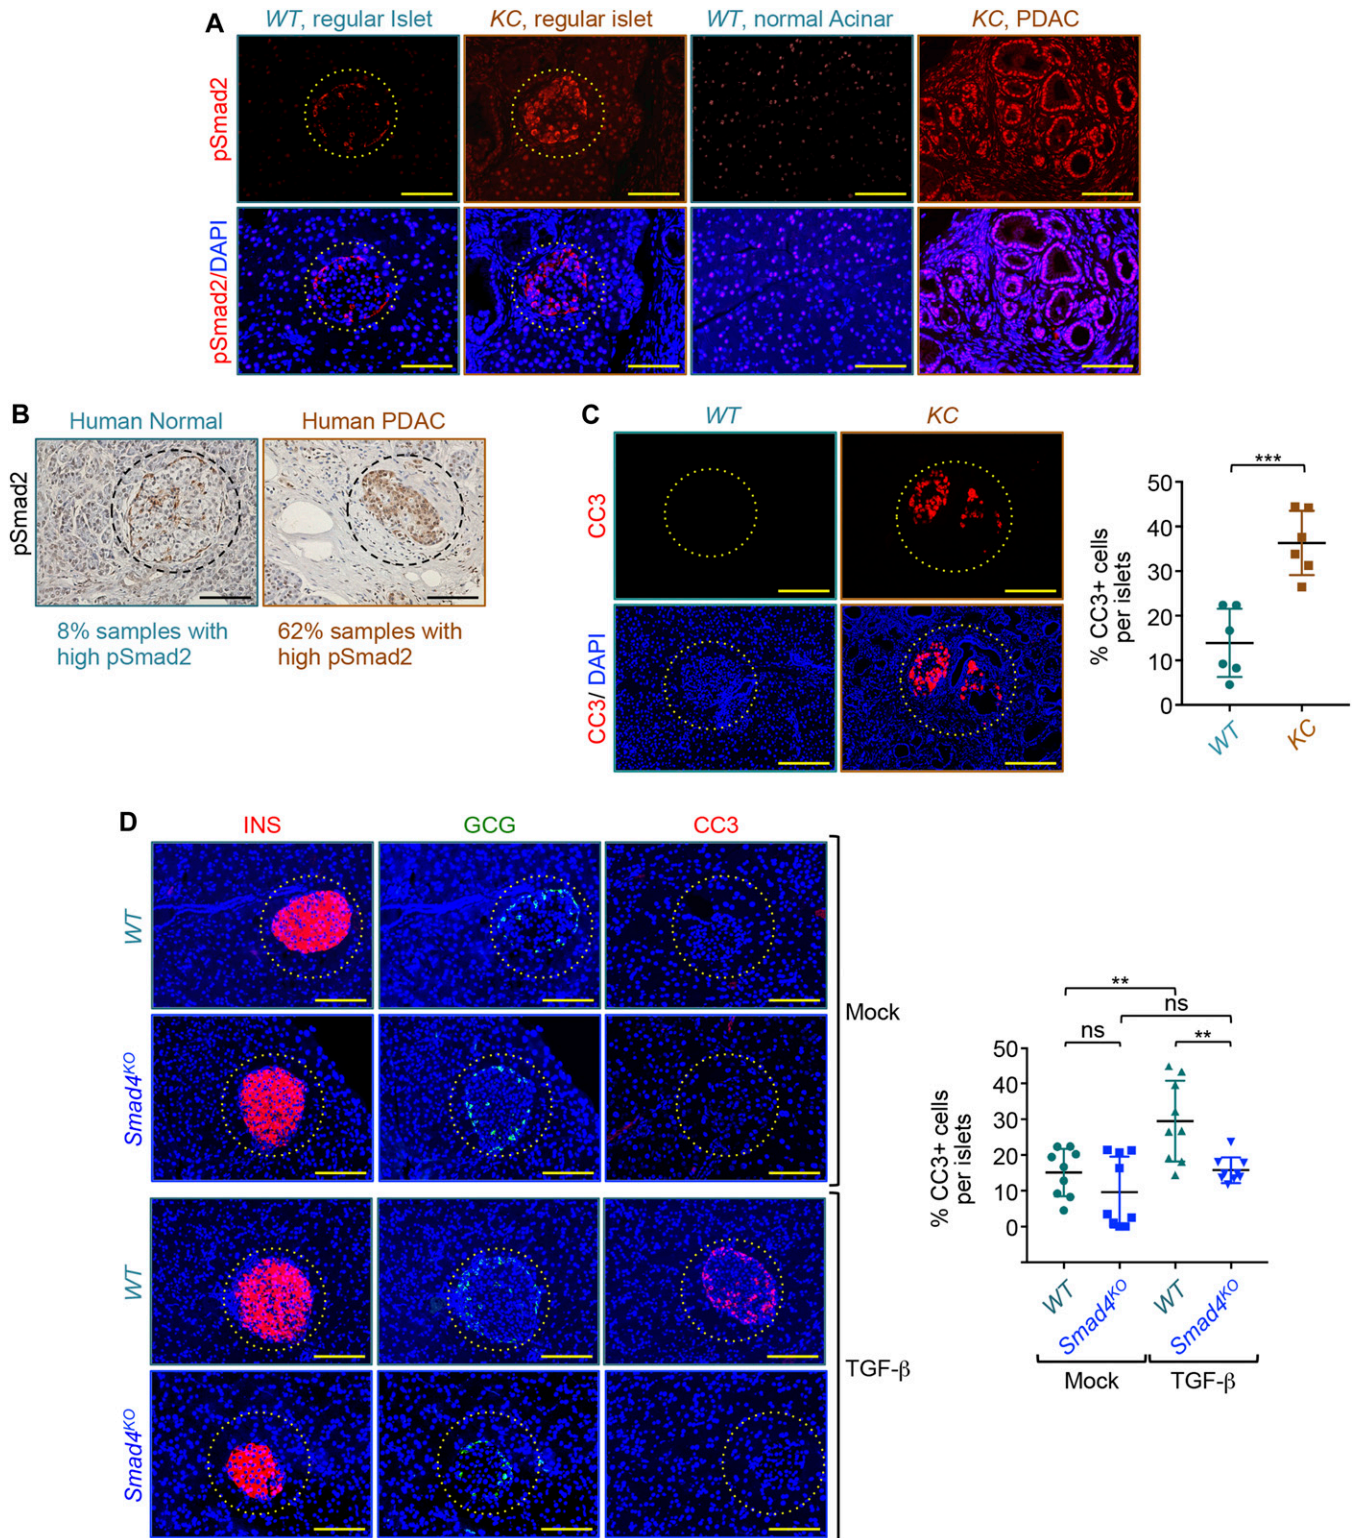 A
WT, regular Islet
KC, regular islet
WT, normal Acinar
KC, PDAC
pSmad2
pSmad2/DAPI
B
Human Normal
Human PDAC
pSmad2
8% samples with
high pSmad2
62% samples with
high pSmad2
C
WT
KC
CC3
CC3/ DAPI
***
% CC3+ cells
per islets
50
40
30
20
10
0
WT
KC
D
INS
GCG
CC3
WT
Smad4KO
Mock
WT
Smad4KO
TGF-β
**
ns
ns
**
% CC3+ cells
per islets
50
40
30
20
10
0
WT
Smad4KO
WT
Smad4KO
Mock
TGF-β